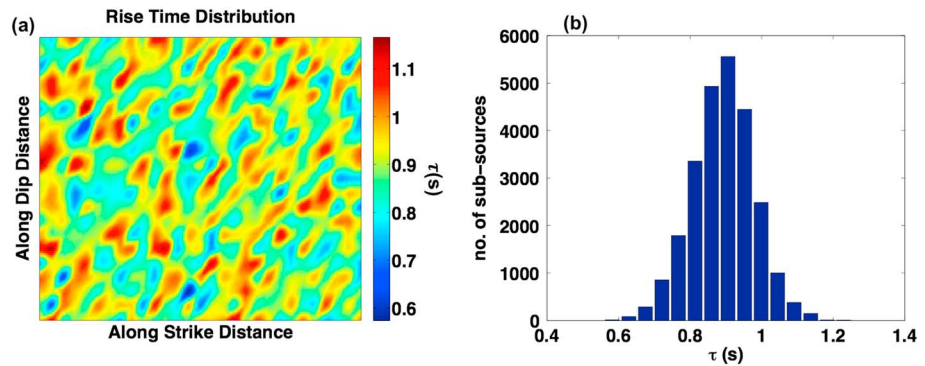 (a)
Rise Time Distribution
Along Dip Distance
Along Strike Distance
1.1
1
0.9
0.8
0.7
0.6
τ(s)
(b)
no. of sub-sources
6000
5000
4000
3000
2000
1000
0
0.4 0.6 0.8 1 1.2 1.4
τ (s)